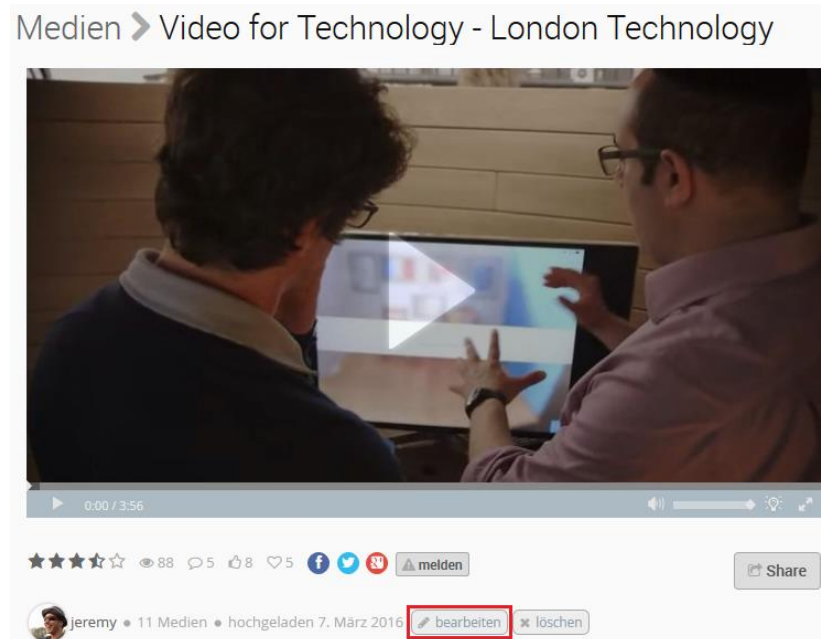 Medien > Video for Technology - London Technology
0:00 / 3:56
88 5 8 5 f melden
Share
jeremy • 11 Medien • hochgeladen 7. März 2016 bearbeiten × löschen